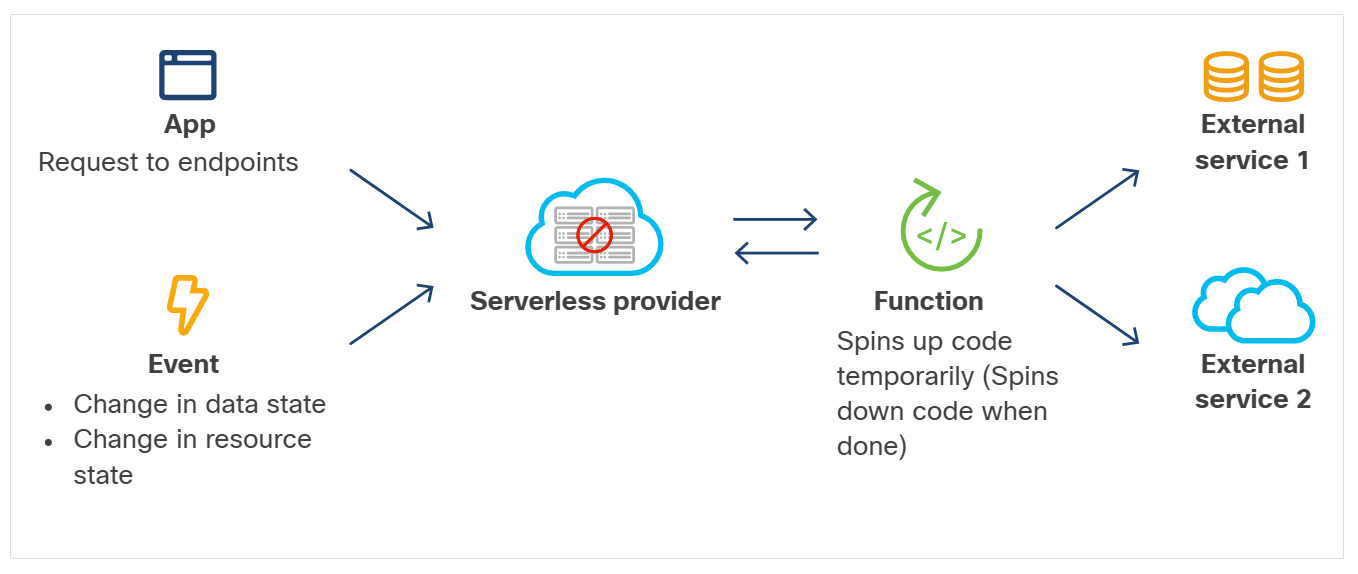 App
Request to endpoints
Event
• Change in data state
• Change in resource
state
Serverless provider
</>
Function
Spins up code
temporarily (Spins
down code when
done)
External
service 1
External
service 2